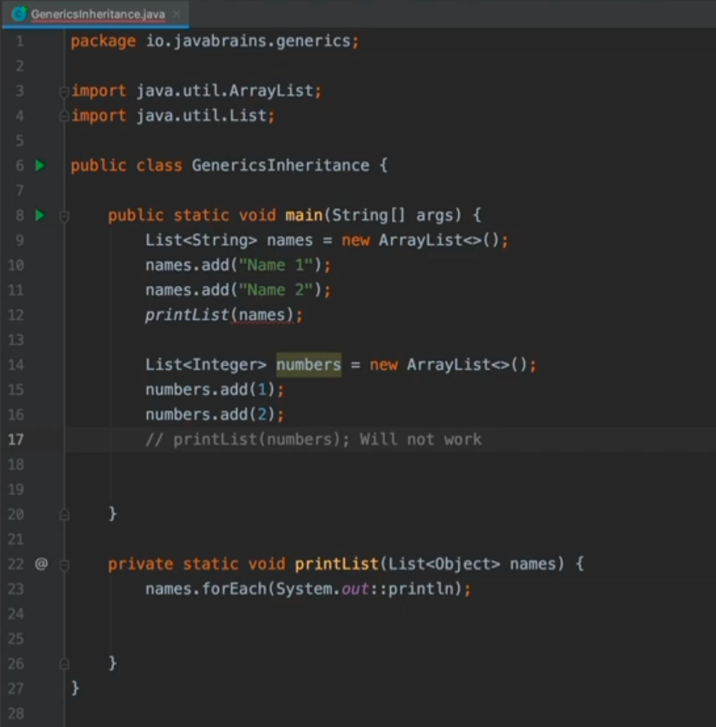 GenericsInheritance.java ×
1 package io.javabrains.generics;
2
3 import java.util.ArrayList;
4 import java.util.List;
5
6 public class GenericsInheritance {
7
8 public static void main(String[] args) {
9 List<String> names = new ArrayList<>();
10 names.add("Name 1");
11 names.add("Name 2");
12 printList(names);
13
14 List<Integer> numbers = new ArrayList<>();
15 numbers.add(1);
16 numbers.add(2);
17 // printList(numbers); Will not work
18
19
20 }
21
22 @ private static void printList(List<Object> names) {
23 names.forEach(System.out::println);
24
25
26 }
27 }
28